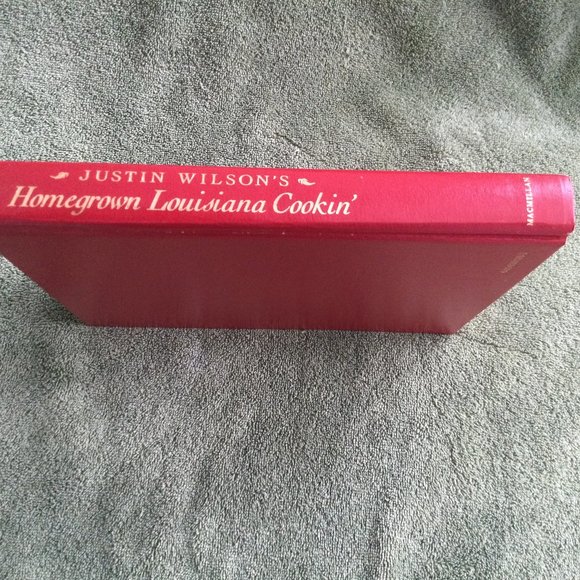 JUSTIN WILSON'S
Homegrown Louisiana Cookin'
MACMILLAN